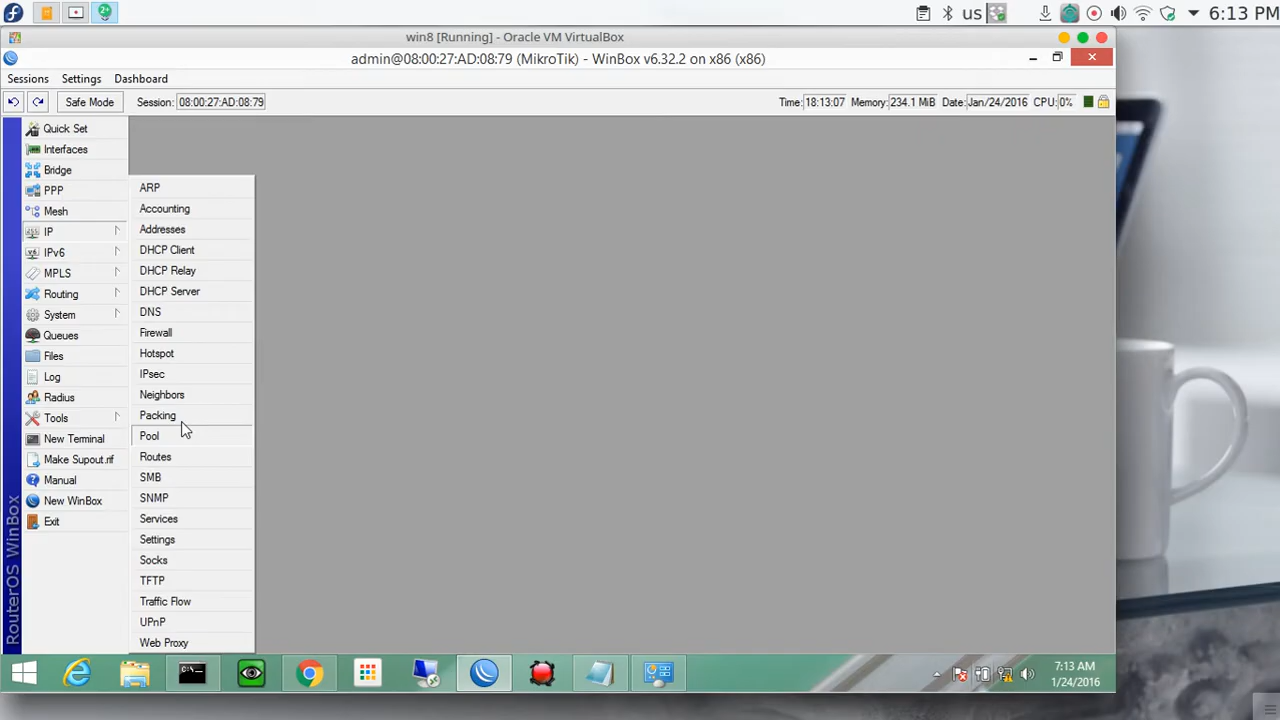 us
6:13 PM
win8 [Running] - Oracle VM VirtualBox
admin@08:00:27:AD:08:79 (MikroTik) - WinBox v6.32.2 on x86 (x86)
Sessions Settings Dashboard
Safe Mode Session: 08:00:27:AD:08:79 Time: 18:13:07 Memory: 234.1 MiB Date: Jan/24/2016 CPU: 0%
Quick Set
Interfaces
Bridge
PPP
Mesh
IP
IPv6
MPLS
Routing
System
Queues
Files
Log
Radius
Tools
New Terminal
Make Supout.rif
Manual
New WinBox
Exit
RouterOS WinBox
ARP
Accounting
Addresses
DHCP Client
DHCP Relay
DHCP Server
DNS
Firewall
Hotspot
IPsec
Neighbors
Packing
Pool
Routes
SMB
SNMP
Services
Settings
Socks
TFTP
Traffic Flow
UPnP
Web Proxy
7:13 AM
1/24/2016